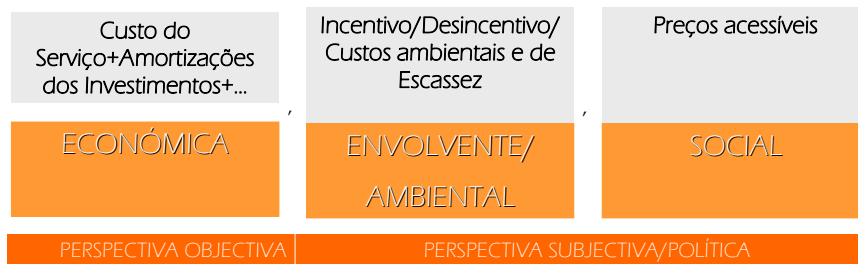 Custo do
Serviço+Amortizações
dos Investimentos+...
ECONÓMICA
,
Incentivo/Desincentivo/
Custos ambientais e de
Escassez
ENVOLVENTE/
AMBIENTAL
,
Preços acessíveis
SOCIAL
PERSPECTIVA OBJECTIVA
PERSPECTIVA SUBJECTIVA/POLÍTICA